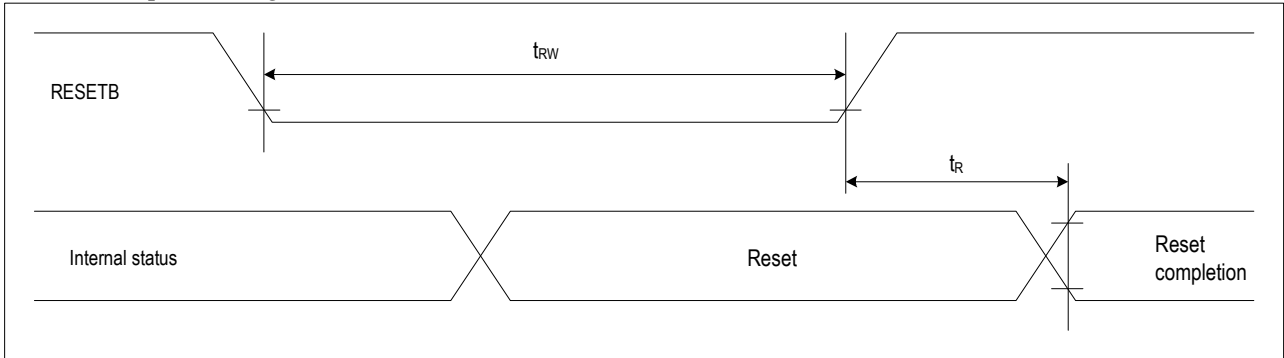 tRW
RESETB
tR
Internal status
Reset
Reset
completion